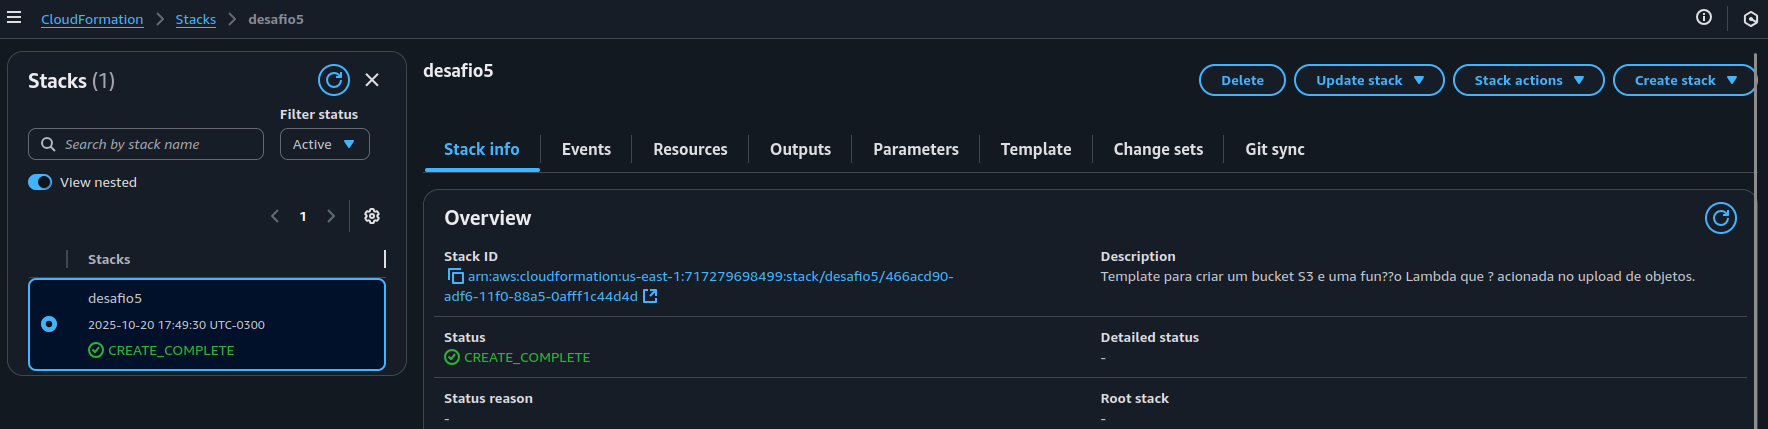 CloudFormation > Stacks > desafio5
Stacks (1)
Filter status
Search by stack name
Active
View nested
1
Stacks
desafio5
2025-10-20 17:49:30 UTC-0300
CREATE_COMPLETE
desafio5
Delete
Update stack
Stack actions
Create stack
Stack info
Events
Resources
Outputs
Parameters
Template
Change sets
Git sync
Overview
Stack ID
arn:aws:cloudformation:us-east-1:717279698499:stack/desafio5/466acd90-
adf6-11f0-88a5-0afff1c44d4d
Description
Template para criar um bucket S3 e uma fun??o Lambda que ? acionada no upload de objetos.
Status
CREATE_COMPLETE
Detailed status
-
Status reason
-
Root stack
-